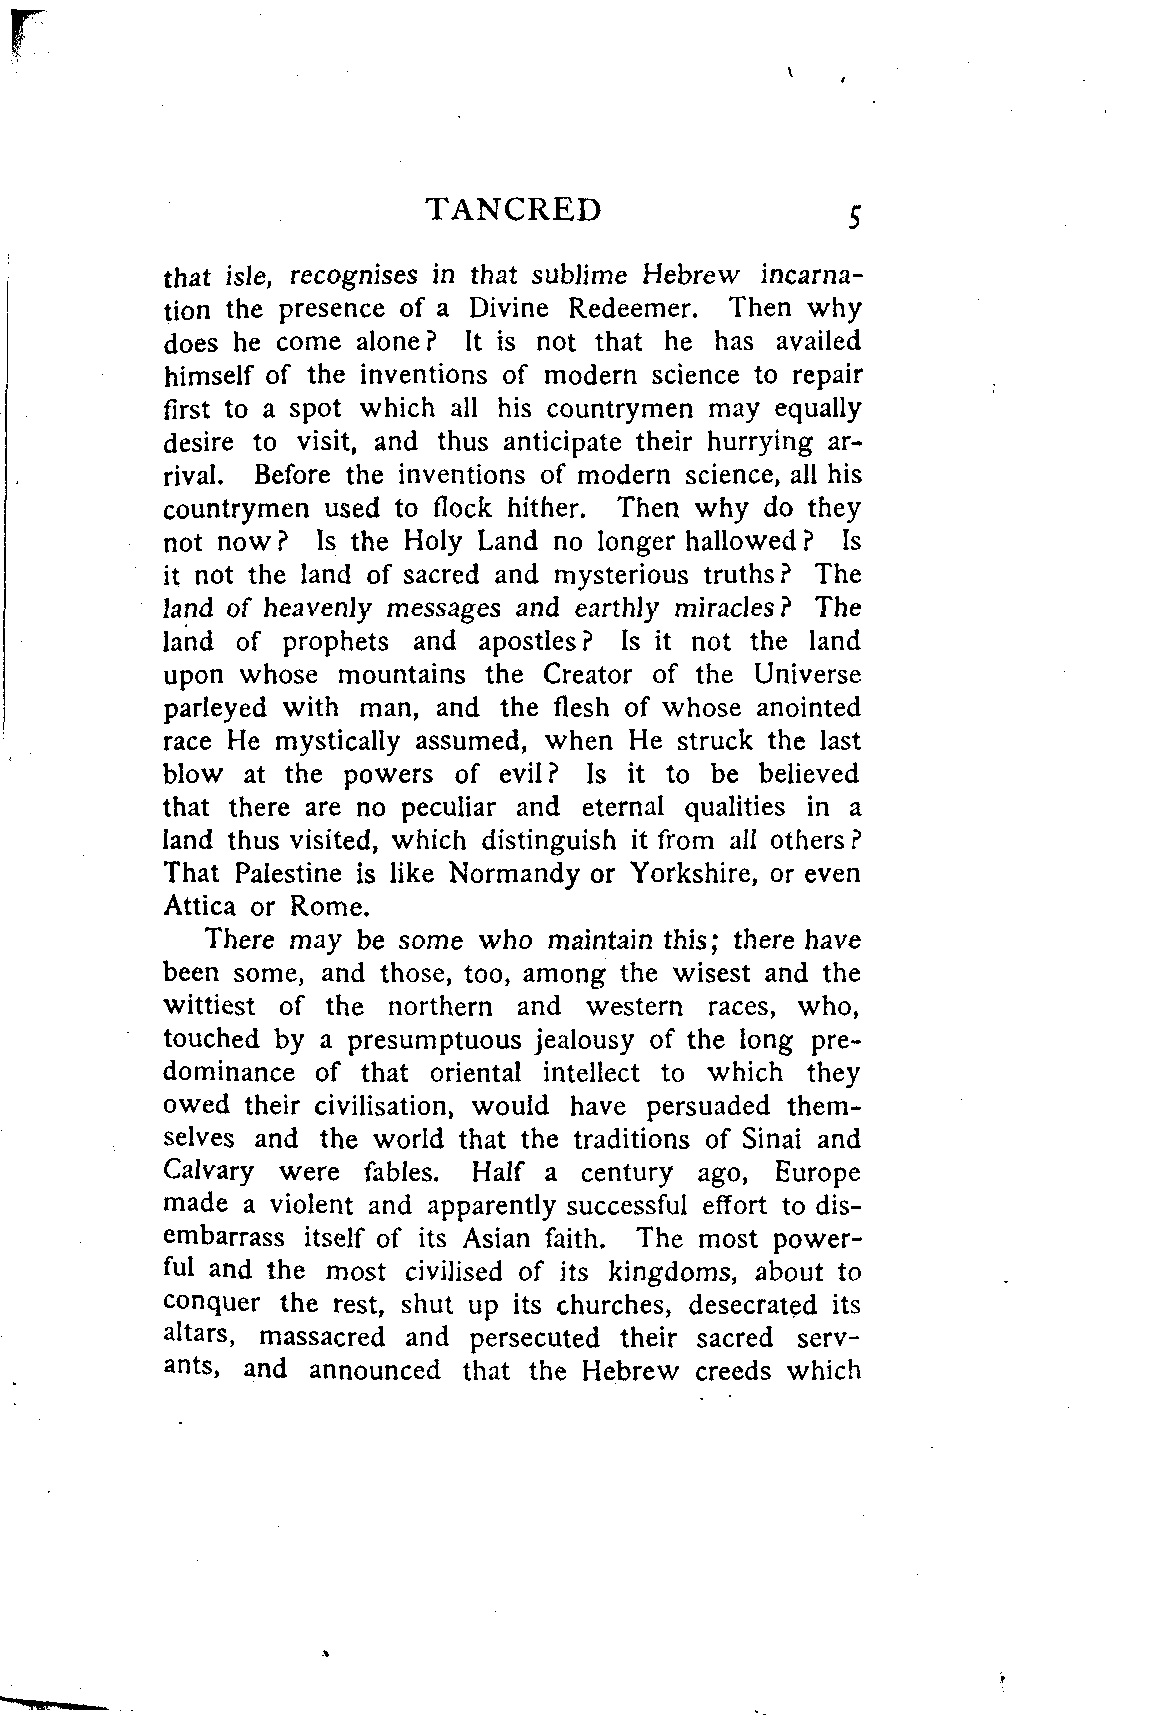 TANCRED 5
that isle, recognises in that sublime Hebrew incarna-
tion the presence of a Divine Redeemer. Then why
does he come alone? It is not that he has availed
himself of the inventions of modern science to repair
first to a spot which all his countrymen may equally
desire to visit, and thus anticipate their hurrying ar-
rival. Before the inventions of modern science, all his
countrymen used to flock hither. Then why do they
not now? Is the Holy Land no longer hallowed? Is
it not the land of sacred and mysterious truths? The
land of heavenly messages and earthly miracles? The
land of prophets and apostles? Is it not the land
upon whose mountains the Creator of the Universe
parleyed with man, and the flesh of whose anointed
race He mystically assumed, when He struck the last
blow at the powers of evil? Is it to be believed
that there are no peculiar and eternal qualities in a
land thus visited, which distinguish it from all others?
That Palestine is like Normandy or Yorkshire, or even
Attica or Rome.
There may be some who maintain this; there have
been some, and those, too, among the wisest and the
wittiest of the northern and western races, who,
touched by a presumptuous jealousy of the long pre-
dominance of that oriental intellect to which they
owed their civilisation, would have persuaded them-
selves and the world that the traditions of Sinai and
Calvary were fables. Half a century ago, Europe
made a violent and apparently successful effort to dis-
embarrass itself of its Asian faith. The most power-
ful and the most civilised of its kingdoms, about to
conquer the rest, shut up its churches, desecrated its
altars, massacred and persecuted their sacred serv-
ants, and announced that the Hebrew creeds which